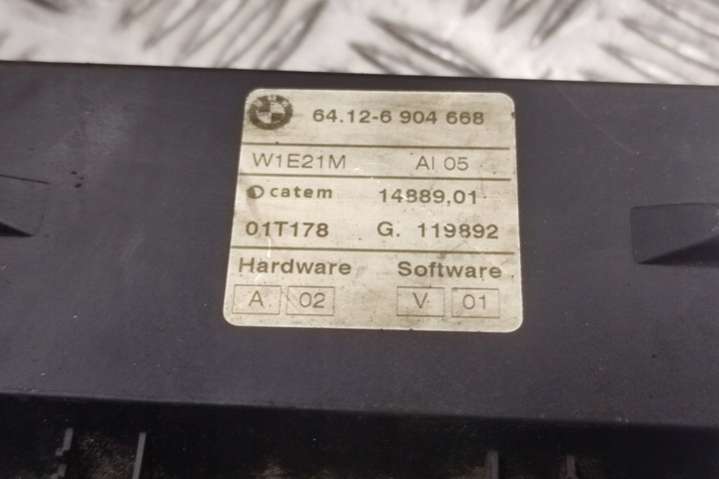 64.12-6 904 668
W1E21M AI 05
catem 14889,01
01T178 G. 119892
Hardware Software
A 02 V 01